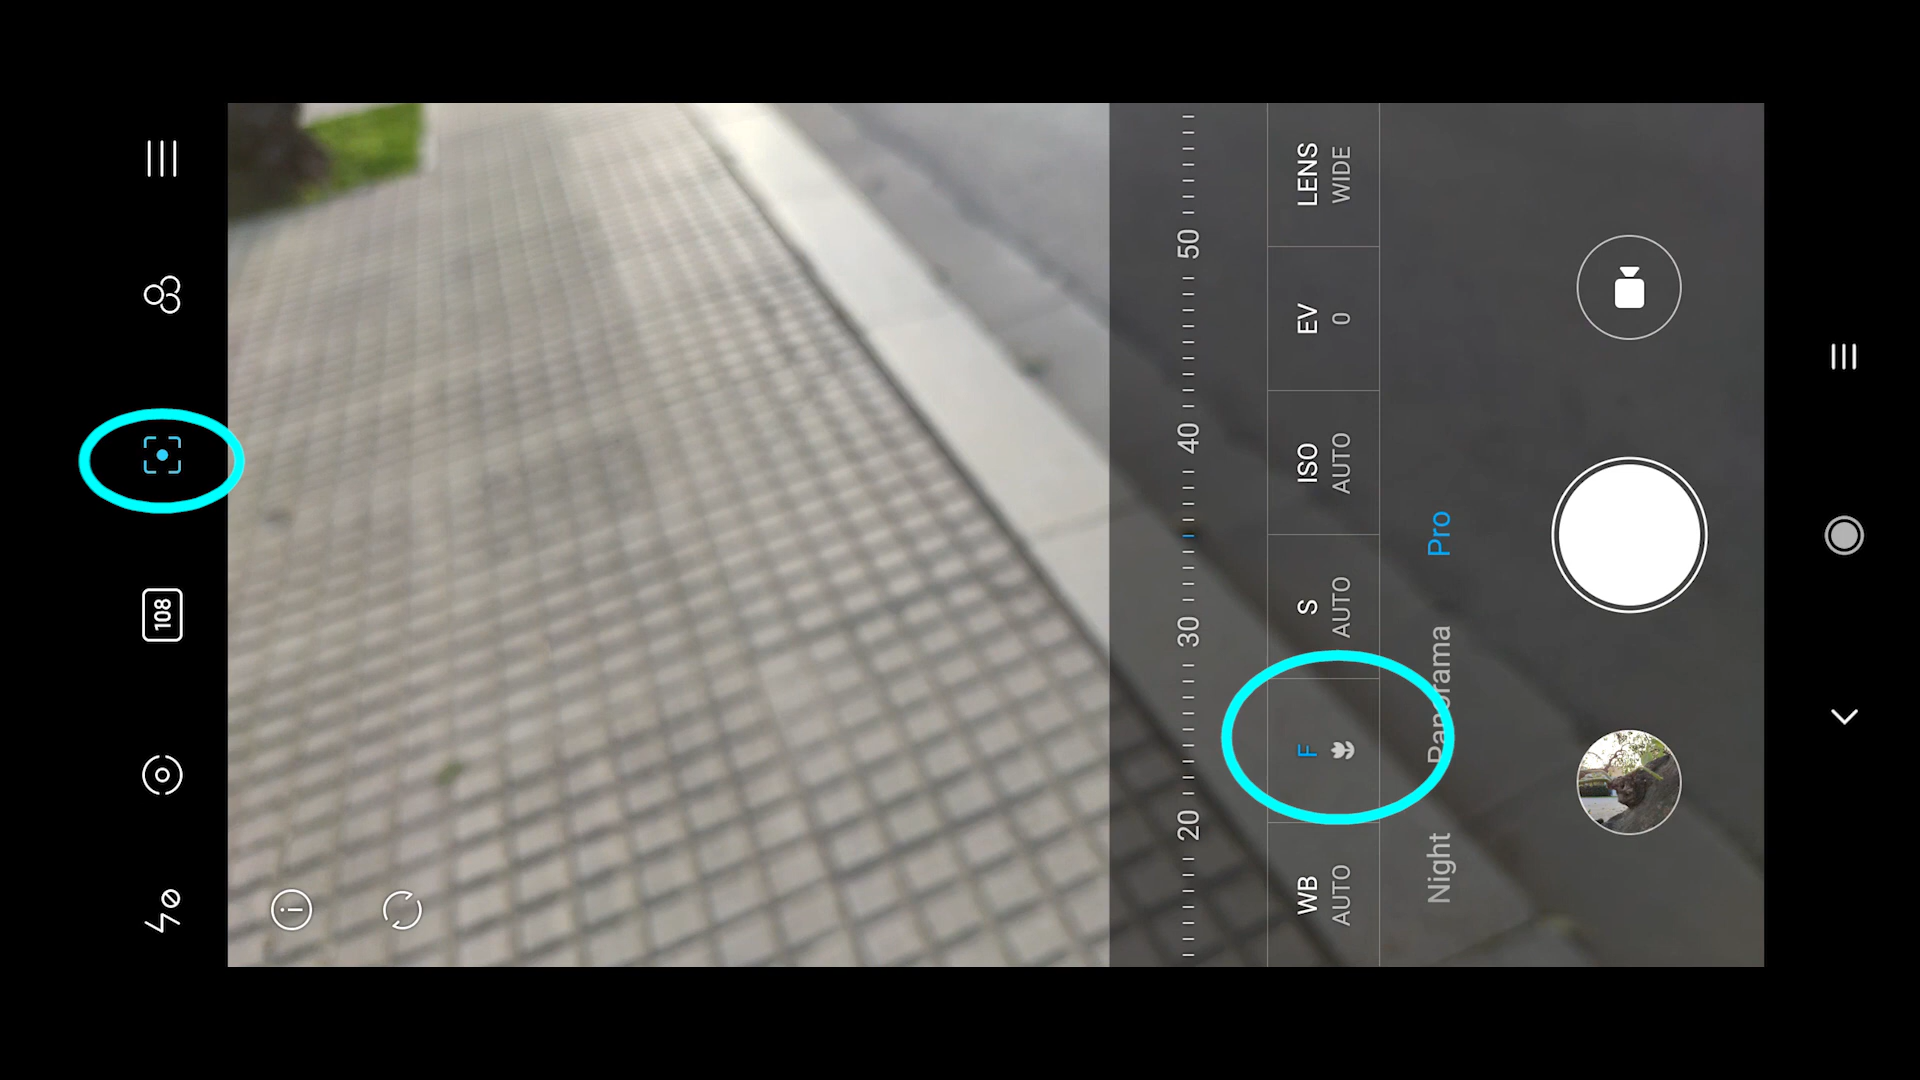 108
50
40
30
20
LENS
WIDE
EV
0
ISO
AUTO
S
AUTO
F
WB
AUTO
Pro
Panorama
Night